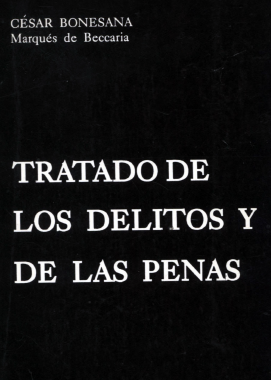 CÉSAR BONESANA
Marqués de Beccaria
TRATADO DE
LOS DELITOS Y
DE LAS PENAS